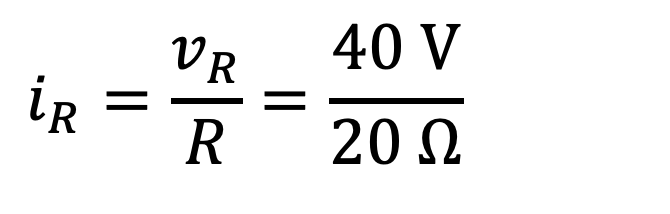 i_R = v_R / R = 40 V / 20 Ω